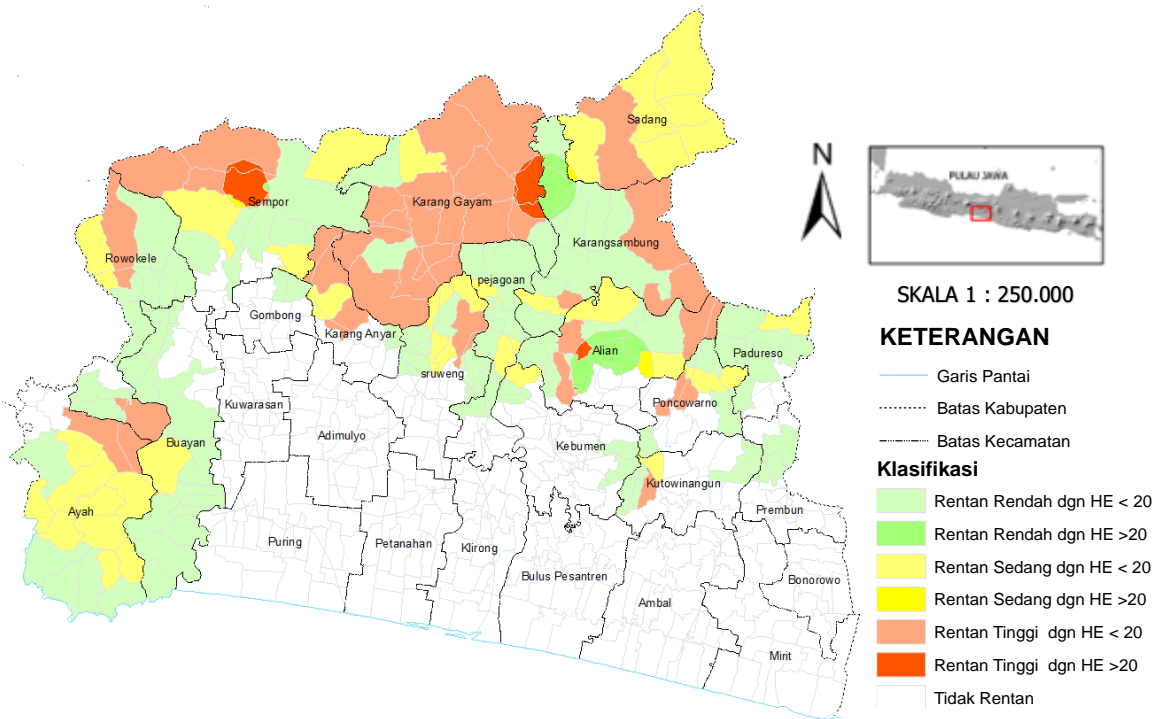 Sadang
N
PULAU JAWA
Sempor
Karang Gayam
Karangsambung
Rowokele
pejagoan
SKALA 1 : 250.000
Gombong
Karang Anyar
KETERANGAN
Alian
Padureso
sruweng
Garis Pantai
Kuwarasan
Poncowarno
Batas Kabupaten
Adimulyo
Buayan
Kebumen
Batas Kecamatan
Klasifikasi
Kutowinangun
Rentan Rendah dgn HE < 20
Ayah
Prembun
Rentan Rendah dgn HE >20
Puring
Petanahan
Klirong
Rentan Sedang dgn HE < 20
Bulus Pesantren
Bonorowo
Rentan Sedang dgn HE >20
Ambal
Rentan Tinggi dgn HE < 20
Mirit
Rentan Tinggi dgn HE >20
Tidak Rentan